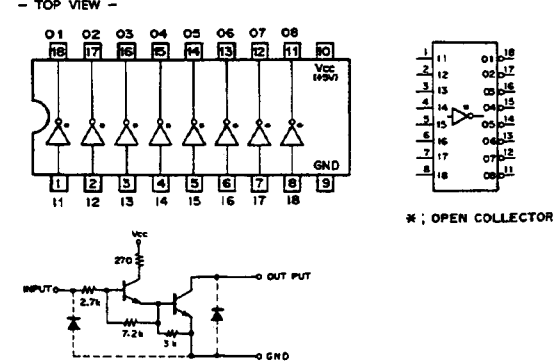 - TOP VIEW -
O1 O2 O3 O4 O5 O6 O7 O8
18 17 16 15 14 13 12 11 10
Vcc
(+5V)
* * * * * * * *
GND
1 2 3 4 5 6 7 8 9
I1 I2 I3 I4 I5 I6 I7 I8
1 I1 O1 18
2 I2 O2 17
3 I3 O3 16
4 I4 * O4 15
5 I5 O5 14
6 I6 O6 13
7 I7 O7 12
8 I8 O8 11
* ; OPEN COLLECTOR
Vcc
270
OUT PUT
INPUT
2.7k
7.2k
3k
GND